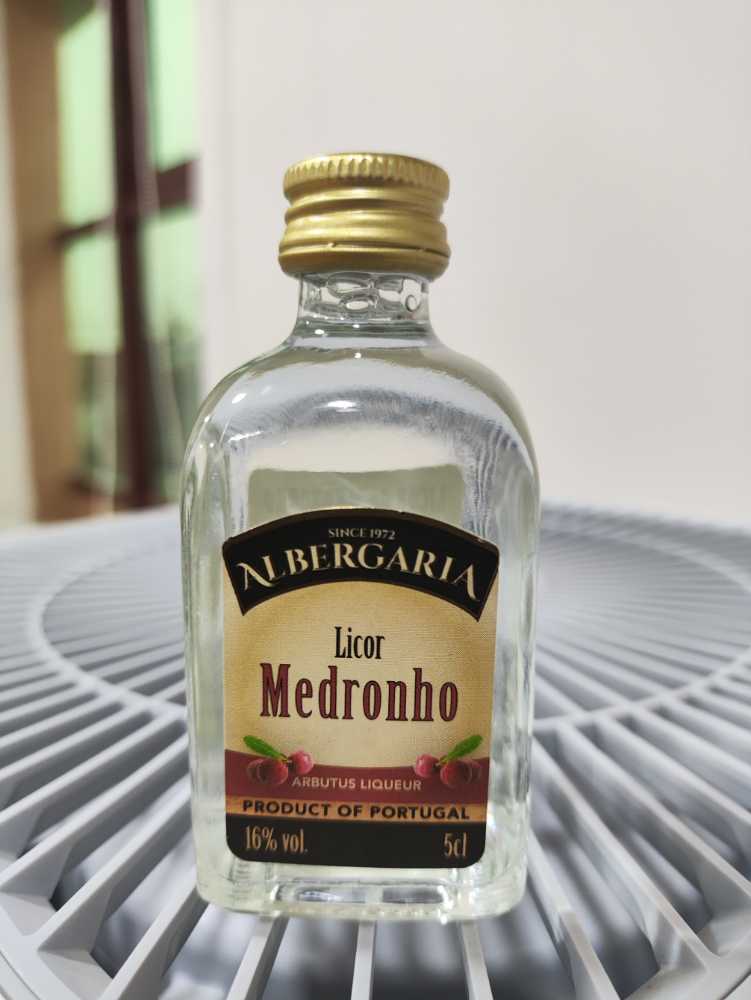 SINCE 1972
ALBERGARIA
Licor
Medronho
ARBUTUS LIQUEUR
PRODUCT OF PORTUGAL
16% vol. 5cl